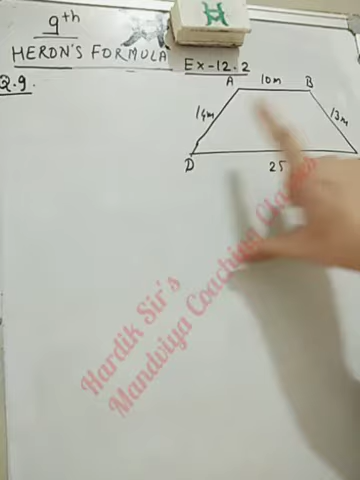 9th
HERON'S FORMULA
Ex-12.2
Q.9.
A 10m B
14m 13m
D 25
Hardik Sir's
Mandviya Coaching Classes